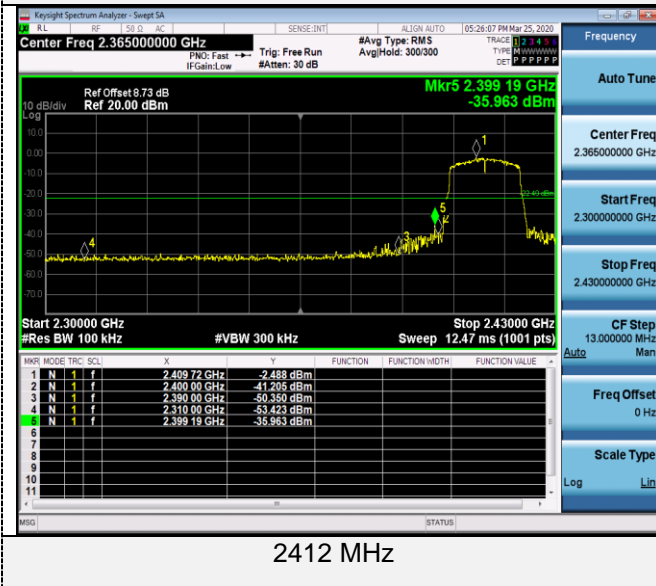 Keysight Spectrum Analyzer - Swept SA
RL RF 50 Ω AC SENSE:INT ALIGN AUTO 05:26:07 PM Mar 25, 2020
Center Freq 2.365000000 GHz
PNO: Fast Trig: Free Run
IFGain:Low #Atten: 30 dB
#Avg Type: RMS
Avg|Hold: 300/300
TRACE 1 2 3 4 5 6
TYPE M W W W W W
DET P P P P P P
Mkr5 2.399 19 GHz
-35.963 dBm
Ref Offset 8.73 dB
10 dB/div Ref 20.00 dBm
Log
10.0
0.00
-10.0
-20.0
-30.0
-40.0
-50.0
-60.0
-70.0
1
-22.49 dBm
5
2
3
4
Start 2.30000 GHz Stop 2.43000 GHz
#Res BW 100 kHz #VBW 300 kHz Sweep 12.47 ms (1001 pts)
MKR MODE TRC SCL X Y FUNCTION FUNCTION WIDTH FUNCTION VALUE
1 N 1 f 2.409 72 GHz -2.488 dBm
2 N 1 f 2.400 00 GHz -41.205 dBm
3 N 1 f 2.390 00 GHz -50.350 dBm
4 N 1 f 2.310 00 GHz -53.423 dBm
5 N 1 f 2.399 19 GHz -35.963 dBm
6
7
8
9
10
11
MSG STATUS
Frequency
Auto Tune
Center Freq
2.365000000 GHz
Start Freq
2.300000000 GHz
Stop Freq
2.430000000 GHz
CF Step
13.000000 MHz
Auto Man
Freq Offset
0 Hz
Scale Type
Log Lin
2412 MHz